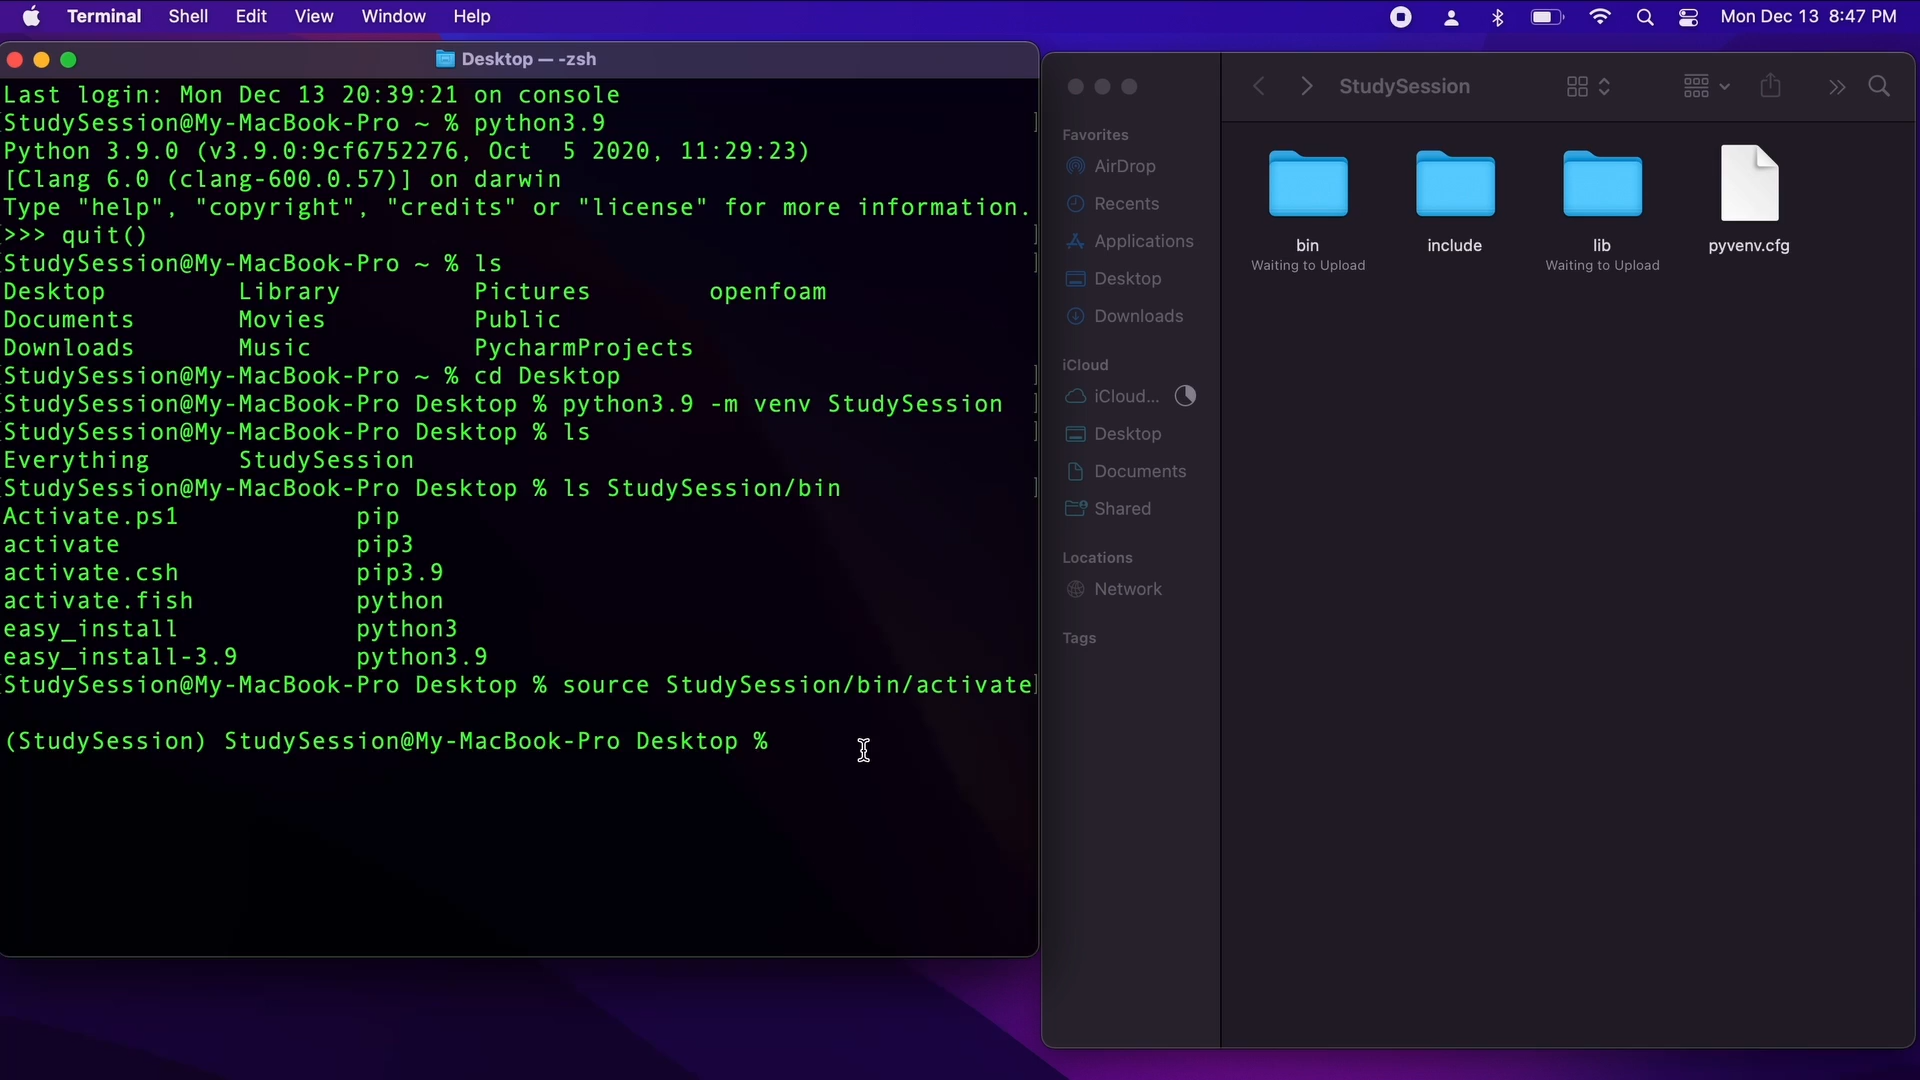 Terminal Shell Edit View Window Help Mon Dec 13 8:47 PM
Desktop — -zsh
Last login: Mon Dec 13 20:39:21 on console
StudySession@My-MacBook-Pro ~ % python3.9
Python 3.9.0 (v3.9.0:9cf6752276, Oct  5 2020, 11:29:23)
[Clang 6.0 (clang-600.0.57)] on darwin
Type "help", "copyright", "credits" or "license" for more information.
>>> quit()
StudySession@My-MacBook-Pro ~ % ls
Desktop Library Pictures openfoam
Documents Movies Public
Downloads Music PycharmProjects
StudySession@My-MacBook-Pro ~ % cd Desktop
StudySession@My-MacBook-Pro Desktop % python3.9 -m venv StudySession
StudySession@My-MacBook-Pro Desktop % ls
Everything StudySession
StudySession@My-MacBook-Pro Desktop % ls StudySession/bin
Activate.ps1 pip
activate pip3
activate.csh pip3.9
activate.fish python
easy_install python3
easy_install-3.9 python3.9
StudySession@My-MacBook-Pro Desktop % source StudySession/bin/activate
(StudySession) StudySession@My-MacBook-Pro Desktop %
StudySession
Favorites
AirDrop
Recents
Applications
Desktop
Downloads
iCloud
iCloud...
Desktop
Documents
Shared
Locations
Network
Tags
bin include lib pyvenv.cfg
Waiting to Upload Waiting to Upload